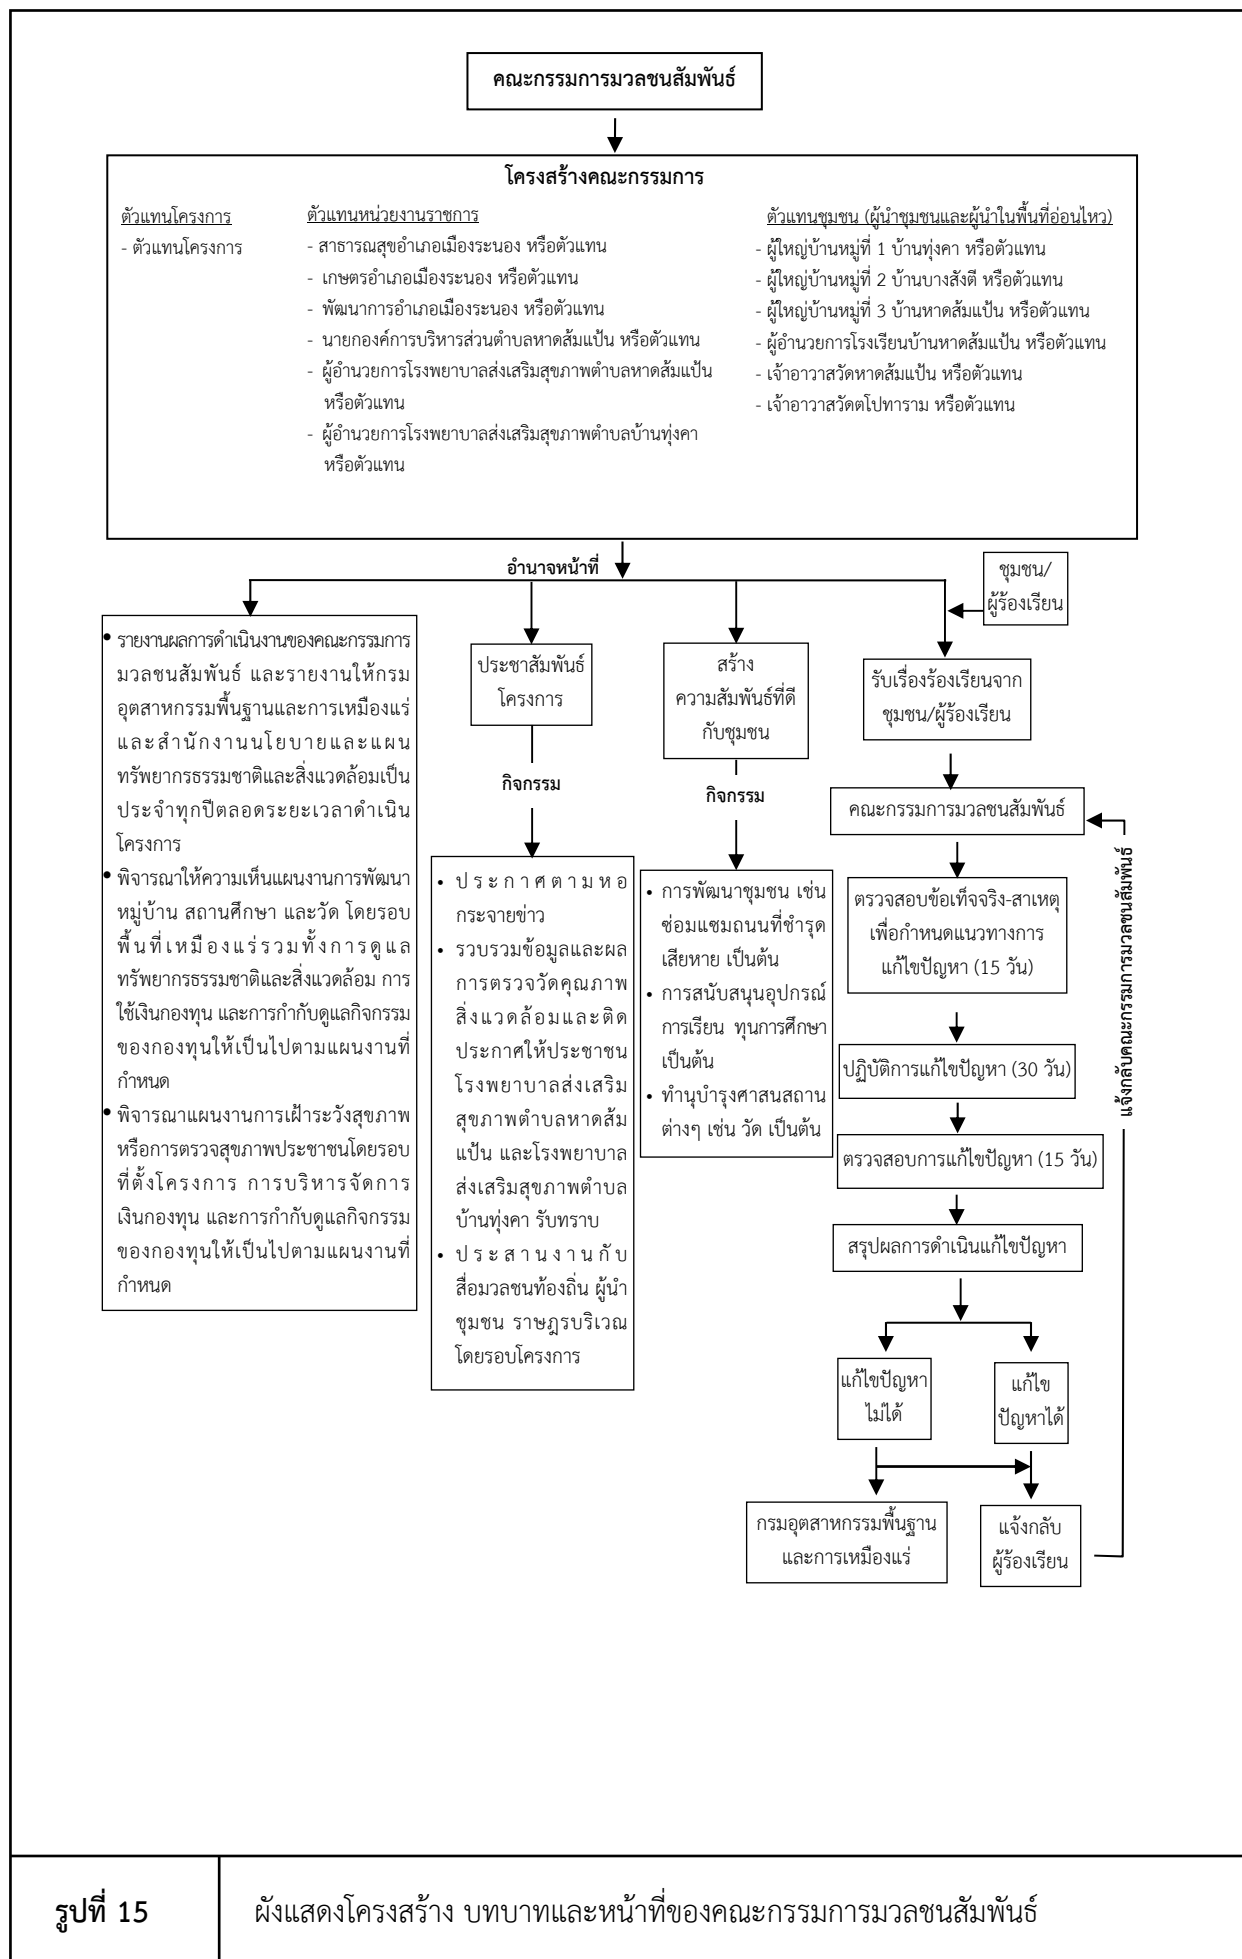 คณะกรรมการมวลชนสัมพันธ์
โครงสร้างคณะกรรมการ
ตัวแทนโครงการ
- ตัวแทนโครงการ
ตัวแทนหน่วยงานราชการ
- สาธารณสุขอำเภอเมืองระนอง หรือตัวแทน
- เกษตรอำเภอเมืองระนอง หรือตัวแทน
- พัฒนาการอำเภอเมืองระนอง หรือตัวแทน
- นายกองค์การบริหารส่วนตำบลหาดส้มแป้น หรือตัวแทน
- ผู้อำนวยการโรงพยาบาลส่งเสริมสุขภาพตำบลหาดส้มแป้น
หรือตัวแทน
- ผู้อำนวยการโรงพยาบาลส่งเสริมสุขภาพตำบลบ้านทุ่งคา
หรือตัวแทน
ตัวแทนชุมชน (ผู้นำชุมชนและผู้นำในพื้นที่อ่อนไหว)
- ผู้ใหญ่บ้านหมู่ที่ 1 บ้านทุ่งคา หรือตัวแทน
- ผู้ใหญ่บ้านหมู่ที่ 2 บ้านบางสังตี หรือตัวแทน
- ผู้ใหญ่บ้านหมู่ที่ 3 บ้านหาดส้มแป้น หรือตัวแทน
- ผู้อำนวยการโรงเรียนบ้านหาดส้มแป้น หรือตัวแทน
- เจ้าอาวาสวัดหาดส้มแป้น หรือตัวแทน
- เจ้าอาวาสวัดตโปทาราม หรือตัวแทน
อำนาจหน้าที่
ชุมชน/
ผู้ร้องเรียน
• รายงานผลการดำเนินงานของคณะกรรมการ
มวลชนสัมพันธ์ และรายงานให้กรม
อุตสาหกรรมพื้นฐานและการเหมืองแร่
และสำนักงานนโยบายและแผน
ทรัพยากรธรรมชาติและสิ่งแวดล้อมเป็น
ประจำทุกปีตลอดระยะเวลาดำเนิน
โครงการ
• พิจารณาให้ความเห็นแผนงานการพัฒนา
หมู่บ้าน สถานศึกษา และวัด โดยรอบ
พื้นที่เหมืองแร่รวมทั้งการดูแล
ทรัพยากรธรรมชาติและสิ่งแวดล้อม การ
ใช้เงินกองทุน และการกำกับดูแลกิจกรรม
ของกองทุนให้เป็นไปตามแผนงานที่
กำหนด
• พิจารณาแผนงานการเฝ้าระวังสุขภาพ
หรือการตรวจสุขภาพประชาชนโดยรอบ
ที่ตั้งโครงการ การบริหารจัดการ
เงินกองทุน และการกำกับดูแลกิจกรรม
ของกองทุนให้เป็นไปตามแผนงานที่
กำหนด
ประชาสัมพันธ์
โครงการ
กิจกรรม
• ประกาศตามหอ
กระจายข่าว
• รวบรวมข้อมูลและผล
การตรวจวัดคุณภาพ
สิ่งแวดล้อมและติด
ประกาศให้ประชาชน
โรงพยาบาลส่งเสริม
สุขภาพตำบลหาดส้ม
แป้น และโรงพยาบาล
ส่งเสริมสุขภาพตำบล
บ้านทุ่งคา รับทราบ
• ประสานงานกับ
สื่อมวลชนท้องถิ่น ผู้นำ
ชุมชน ราษฎรบริเวณ
โดยรอบโครงการ
สร้าง
ความสัมพันธ์ที่ดี
กับชุมชน
กิจกรรม
• การพัฒนาชุมชน เช่น
ซ่อมแซมถนนที่ชำรุด
เสียหาย เป็นต้น
• การสนับสนุนอุปกรณ์
การเรียน ทุนการศึกษา
เป็นต้น
• ทำนุบำรุงศาสนสถาน
ต่างๆ เช่น วัด เป็นต้น
รับเรื่องร้องเรียนจาก
ชุมชน/ผู้ร้องเรียน
คณะกรรมการมวลชนสัมพันธ์
ตรวจสอบข้อเท็จจริง-สาเหตุ
เพื่อกำหนดแนวทางการ
แก้ไขปัญหา (15 วัน)
ปฏิบัติการแก้ไขปัญหา (30 วัน)
ตรวจสอบการแก้ไขปัญหา (15 วัน)
สรุปผลการดำเนินแก้ไขปัญหา
แก้ไขปัญหา
ไม่ได้
แก้ไข
ปัญหาได้
กรมอุตสาหกรรมพื้นฐาน
และการเหมืองแร่
แจ้งกลับ
ผู้ร้องเรียน
แจ้งกลับคณะกรรมการมวลชนสัมพันธ์
รูปที่ 15
ผังแสดงโครงสร้าง บทบาทและหน้าที่ของคณะกรรมการมวลชนสัมพันธ์